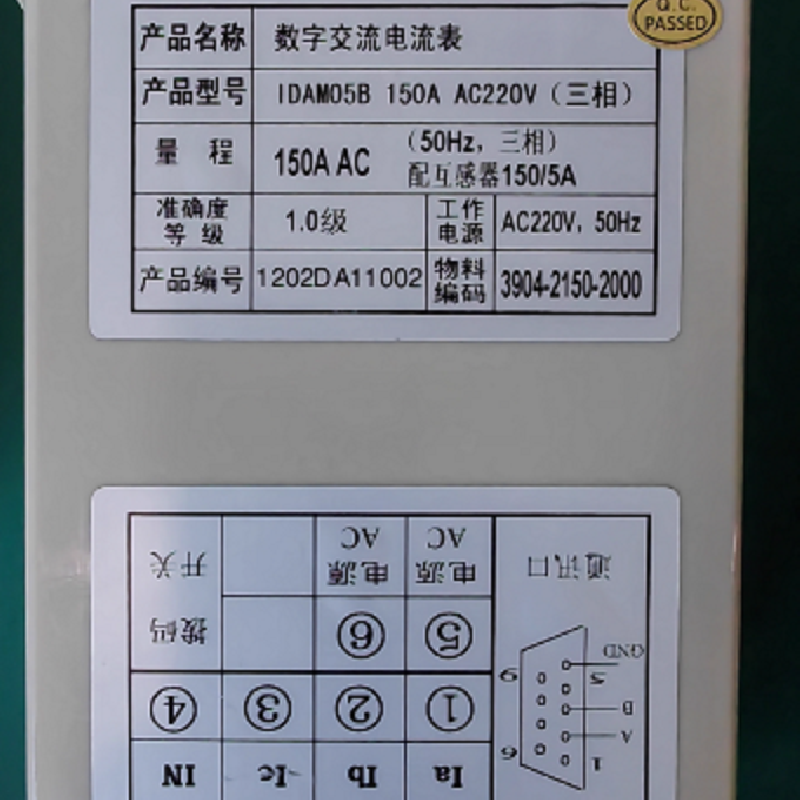 Q.C.
PASSED
产品名称 数字交流电流表
产品型号 IDAM05B 150A AC220V（三相）
量 程 150A AC （50Hz，三相）
配互感器150/5A
准确度
等 级 1.0级 工作
电源 AC220V，50Hz
产品编号 1202DA11002 物料
编码 3904-2150-2000
Ia Ib Ic IN
① ② ③ ④
⑤ ⑥ 拨码
开关
电源
AC 电源
AC
通讯口
1 6
A
B
5 9
GND